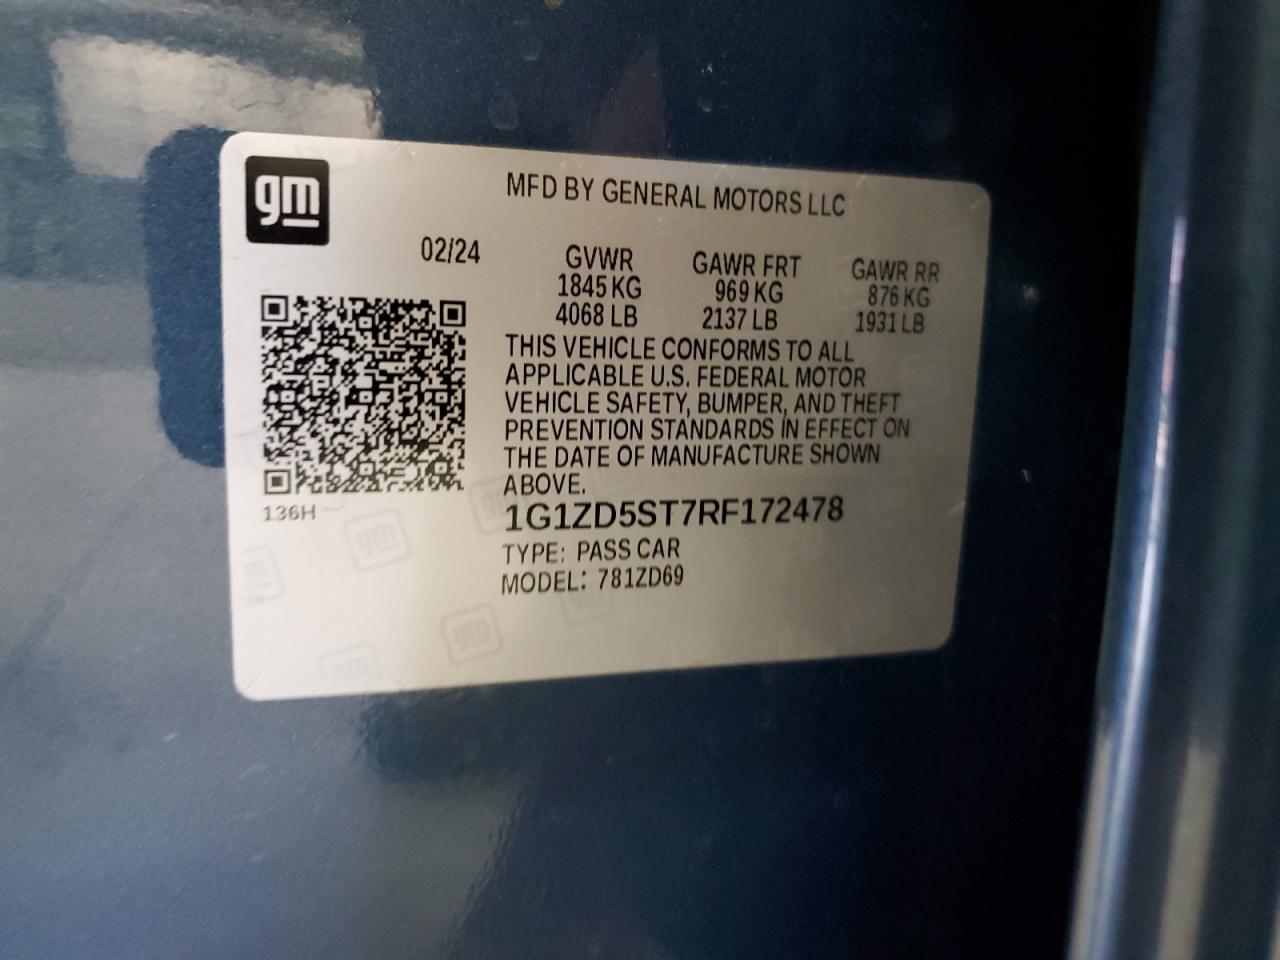 gm
MFD BY GENERAL MOTORS LLC
02/24
GVWR GAWR FRT GAWR RR
1845 KG 969 KG 876 KG
4068 LB 2137 LB 1931 LB
THIS VEHICLE CONFORMS TO ALL
APPLICABLE U.S. FEDERAL MOTOR
VEHICLE SAFETY, BUMPER, AND THEFT
PREVENTION STANDARDS IN EFFECT ON
THE DATE OF MANUFACTURE SHOWN
ABOVE.
136H
1G1ZD5ST7RF172478
TYPE: PASS CAR
MODEL: 781ZD69
gm
gm